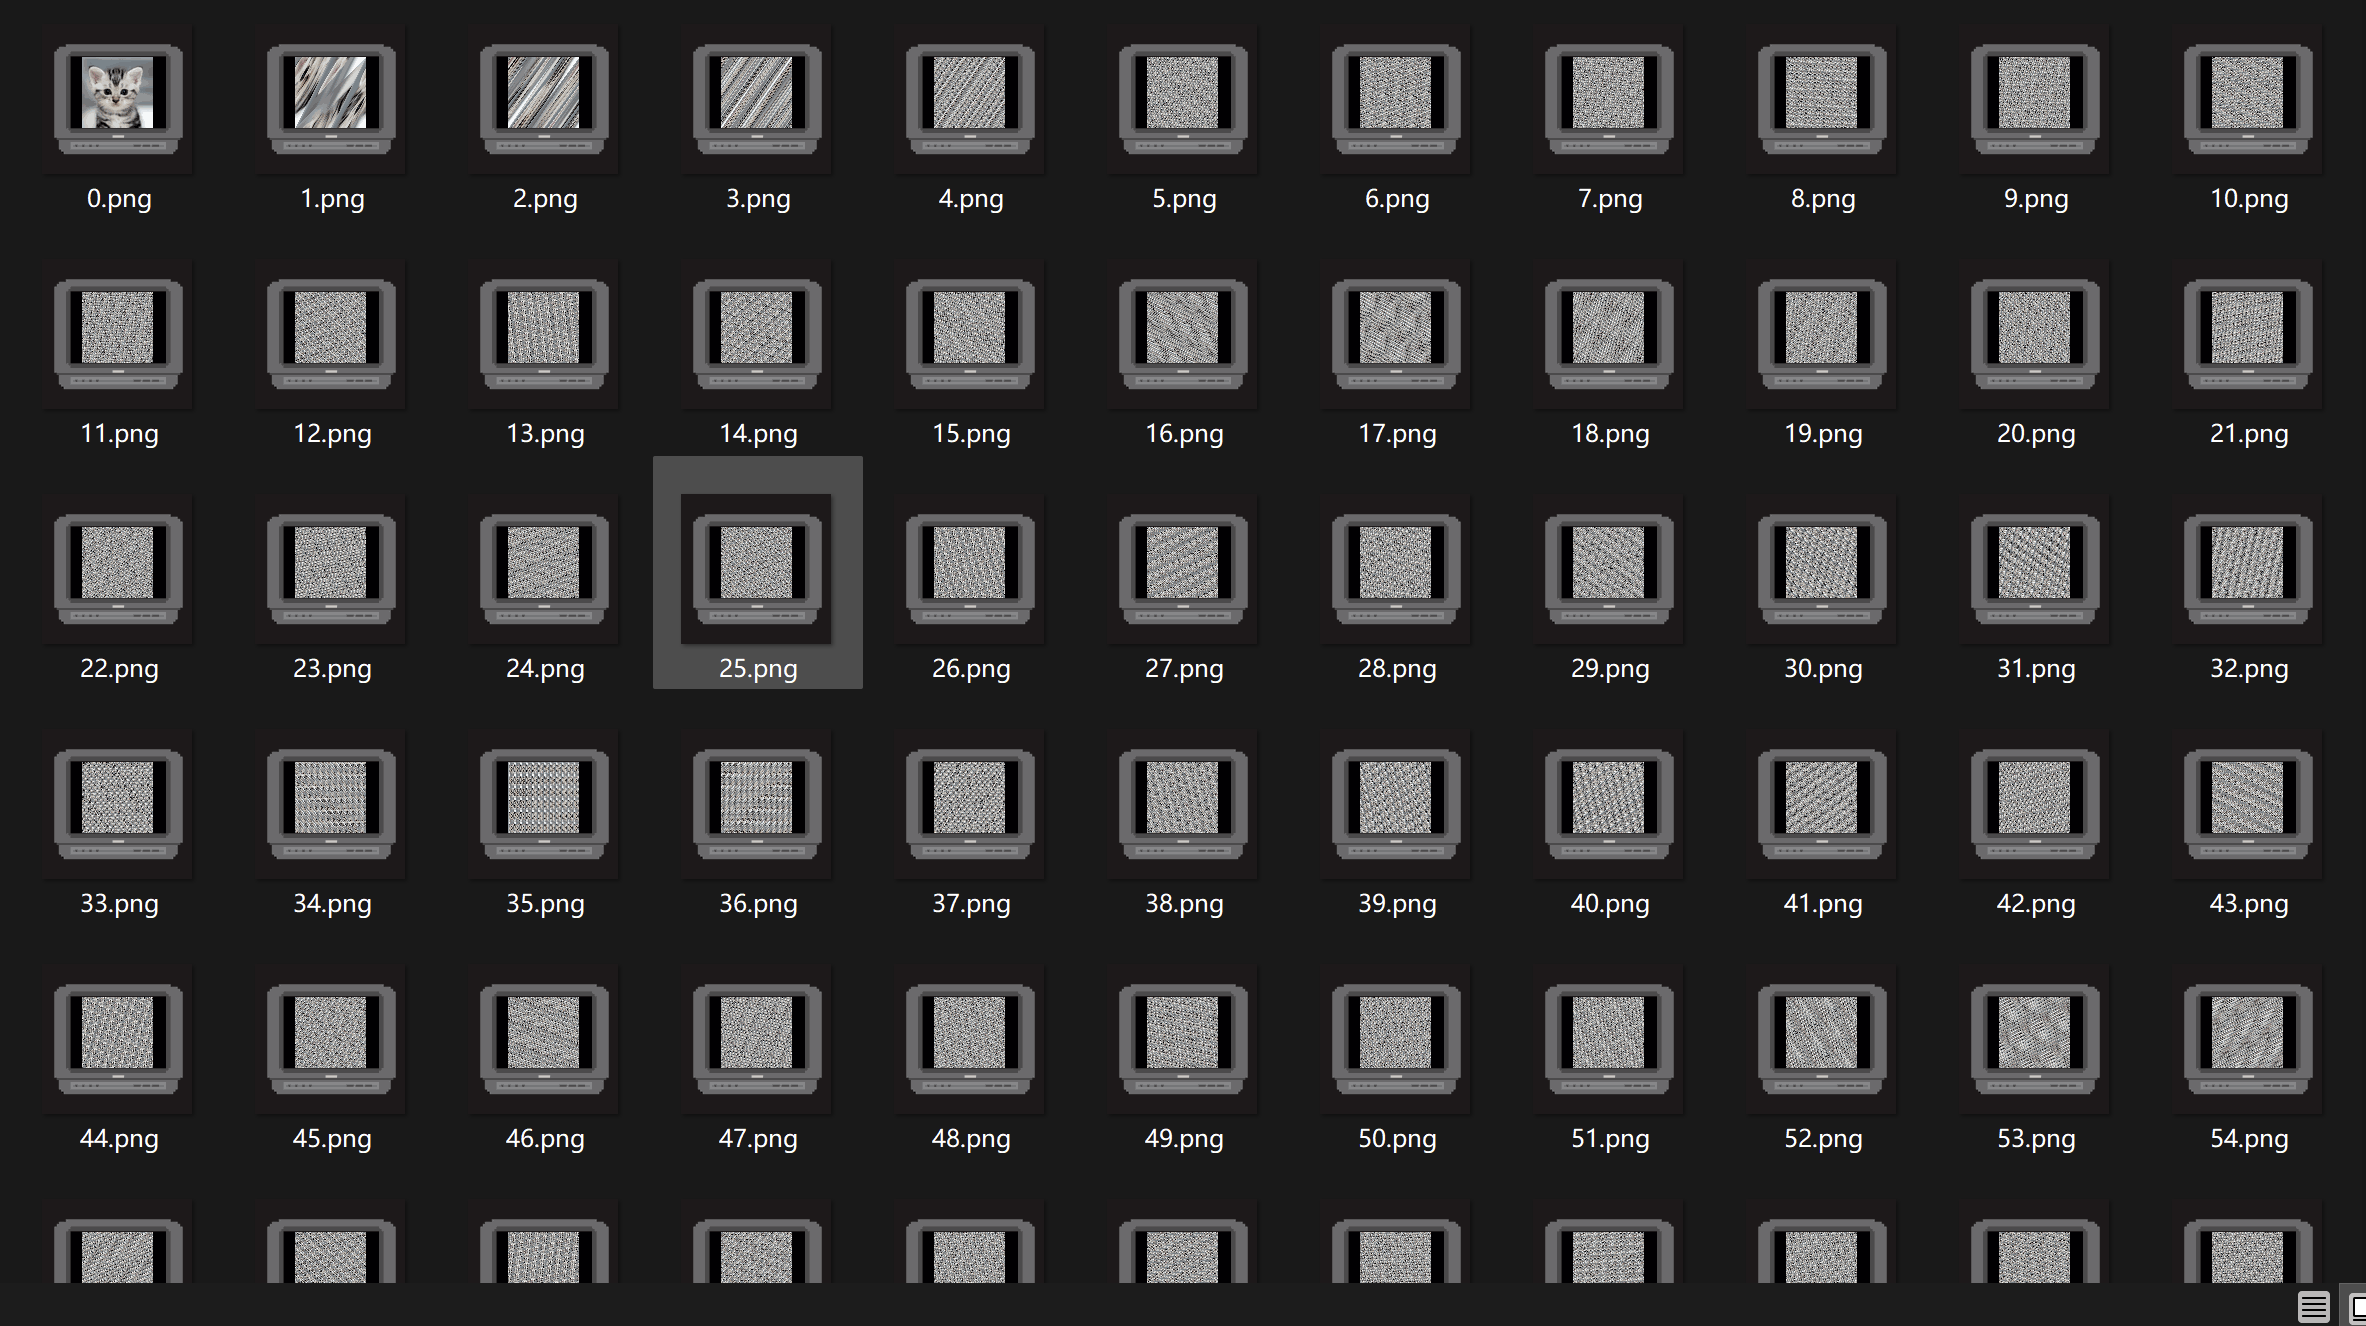 0.png 1.png 2.png 3.png 4.png 5.png 6.png 7.png 8.png 9.png 10.png
11.png 12.png 13.png 14.png 15.png 16.png 17.png 18.png 19.png 20.png 21.png
22.png 23.png 24.png 25.png 26.png 27.png 28.png 29.png 30.png 31.png 32.png
33.png 34.png 35.png 36.png 37.png 38.png 39.png 40.png 41.png 42.png 43.png
44.png 45.png 46.png 47.png 48.png 49.png 50.png 51.png 52.png 53.png 54.png